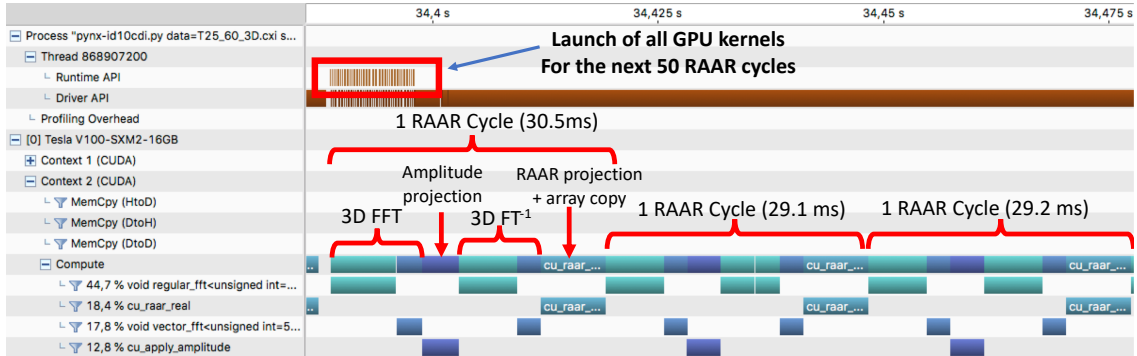 34,4 s
34,425 s
34,45 s
34,475 s
Process "pynx-id10cdi.py data=T25_60_3D.cxi s...
Thread 868907200
Runtime API
Driver API
Profiling Overhead
[0] Tesla V100-SXM2-16GB
Context 1 (CUDA)
Context 2 (CUDA)
MemCpy (HtoD)
MemCpy (DtoH)
MemCpy (DtoD)
Compute
44,7 % void regular_fft<unsigned int=...
18,4 % cu_raar_real
17,8 % void vector_fft<unsigned int=5...
12,8 % cu_apply_amplitude
Launch of all GPU kernels
For the next 50 RAAR cycles
1 RAAR Cycle (30.5ms)
Amplitude
projection
RAAR projection
+ array copy
3D FFT
3D FT-1
1 RAAR Cycle (29.1 ms)
1 RAAR Cycle (29.2 ms)
..
cu_raar_...
cu_raar_...
cu_raar_...
cu_raar_...
cu_raar_...
cu_raar_...